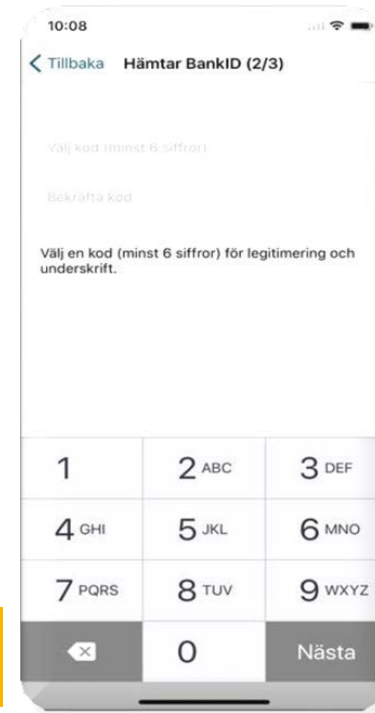 10:08
Tillbaka Hämtar BankID (2/3)
Välj kod (minst 6 siffror)
Bekräfta kod
Välj en kod (minst 6 siffror) för legitimering och
underskrift.
1 2 ABC 3 DEF
4 GHI 5 JKL 6 MNO
7 PQRS 8 TUV 9 WXYZ
0 Nästa